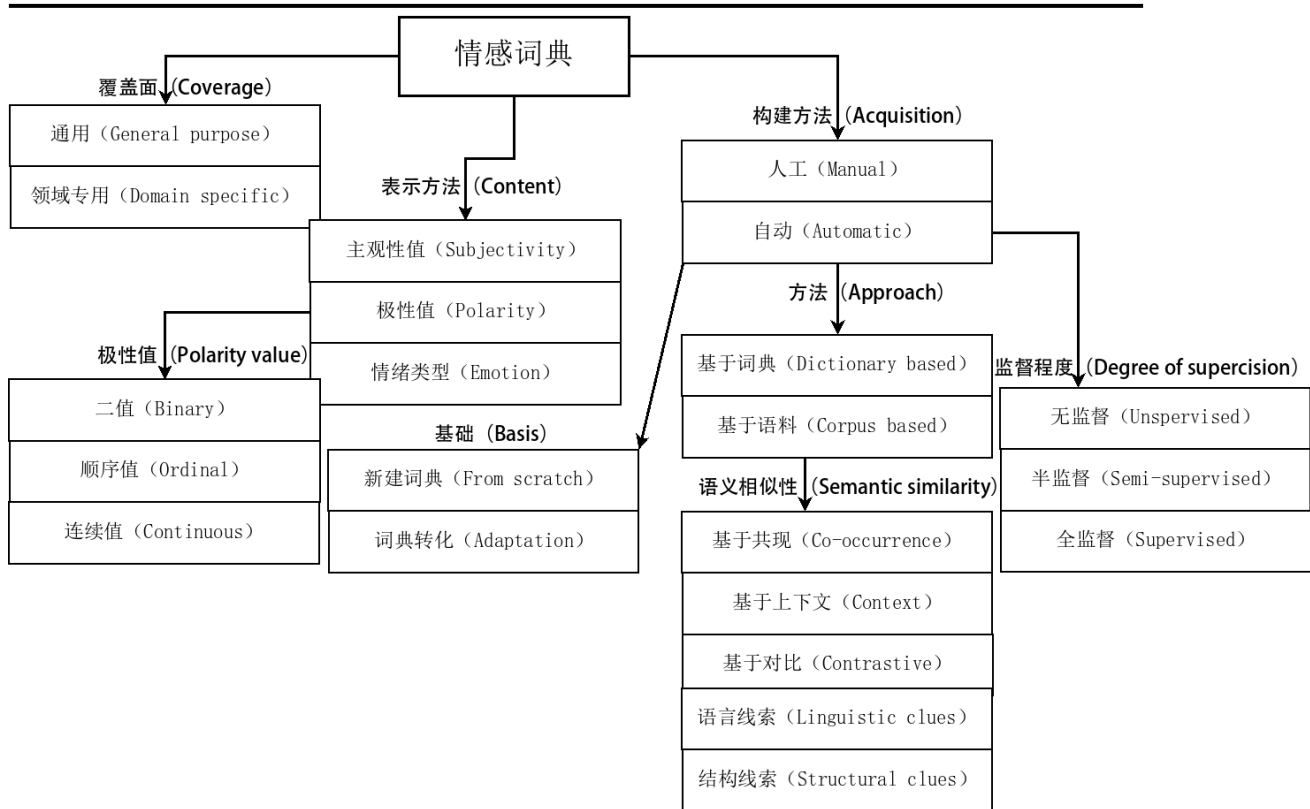 情感词典
覆盖面（Coverage）
通用（General purpose）
领域专用（Domain specific）
表示方法（Content）
主观性值（Subjectivity）
极性值（Polarity）
情绪类型（Emotion）
极性值（Polarity value）
二值（Binary）
顺序值（Ordinal）
连续值（Continuous）
构建方法（Acquisition）
人工（Manual）
自动（Automatic）
基础（Basis）
新建词典（From scratch）
词典转化（Adaptation）
方法（Approach）
基于词典（Dictionary based）
基于语料（Corpus based）
语义相似性（Semantic similarity）
基于共现（Co-occurrence）
基于上下文（Context）
基于对比（Contrastive）
语言线索（Linguistic clues）
结构线索（Structural clues）
监督程度（Degree of supercision）
无监督（Unspervised）
半监督（Semi-supervised）
全监督（Supervised）